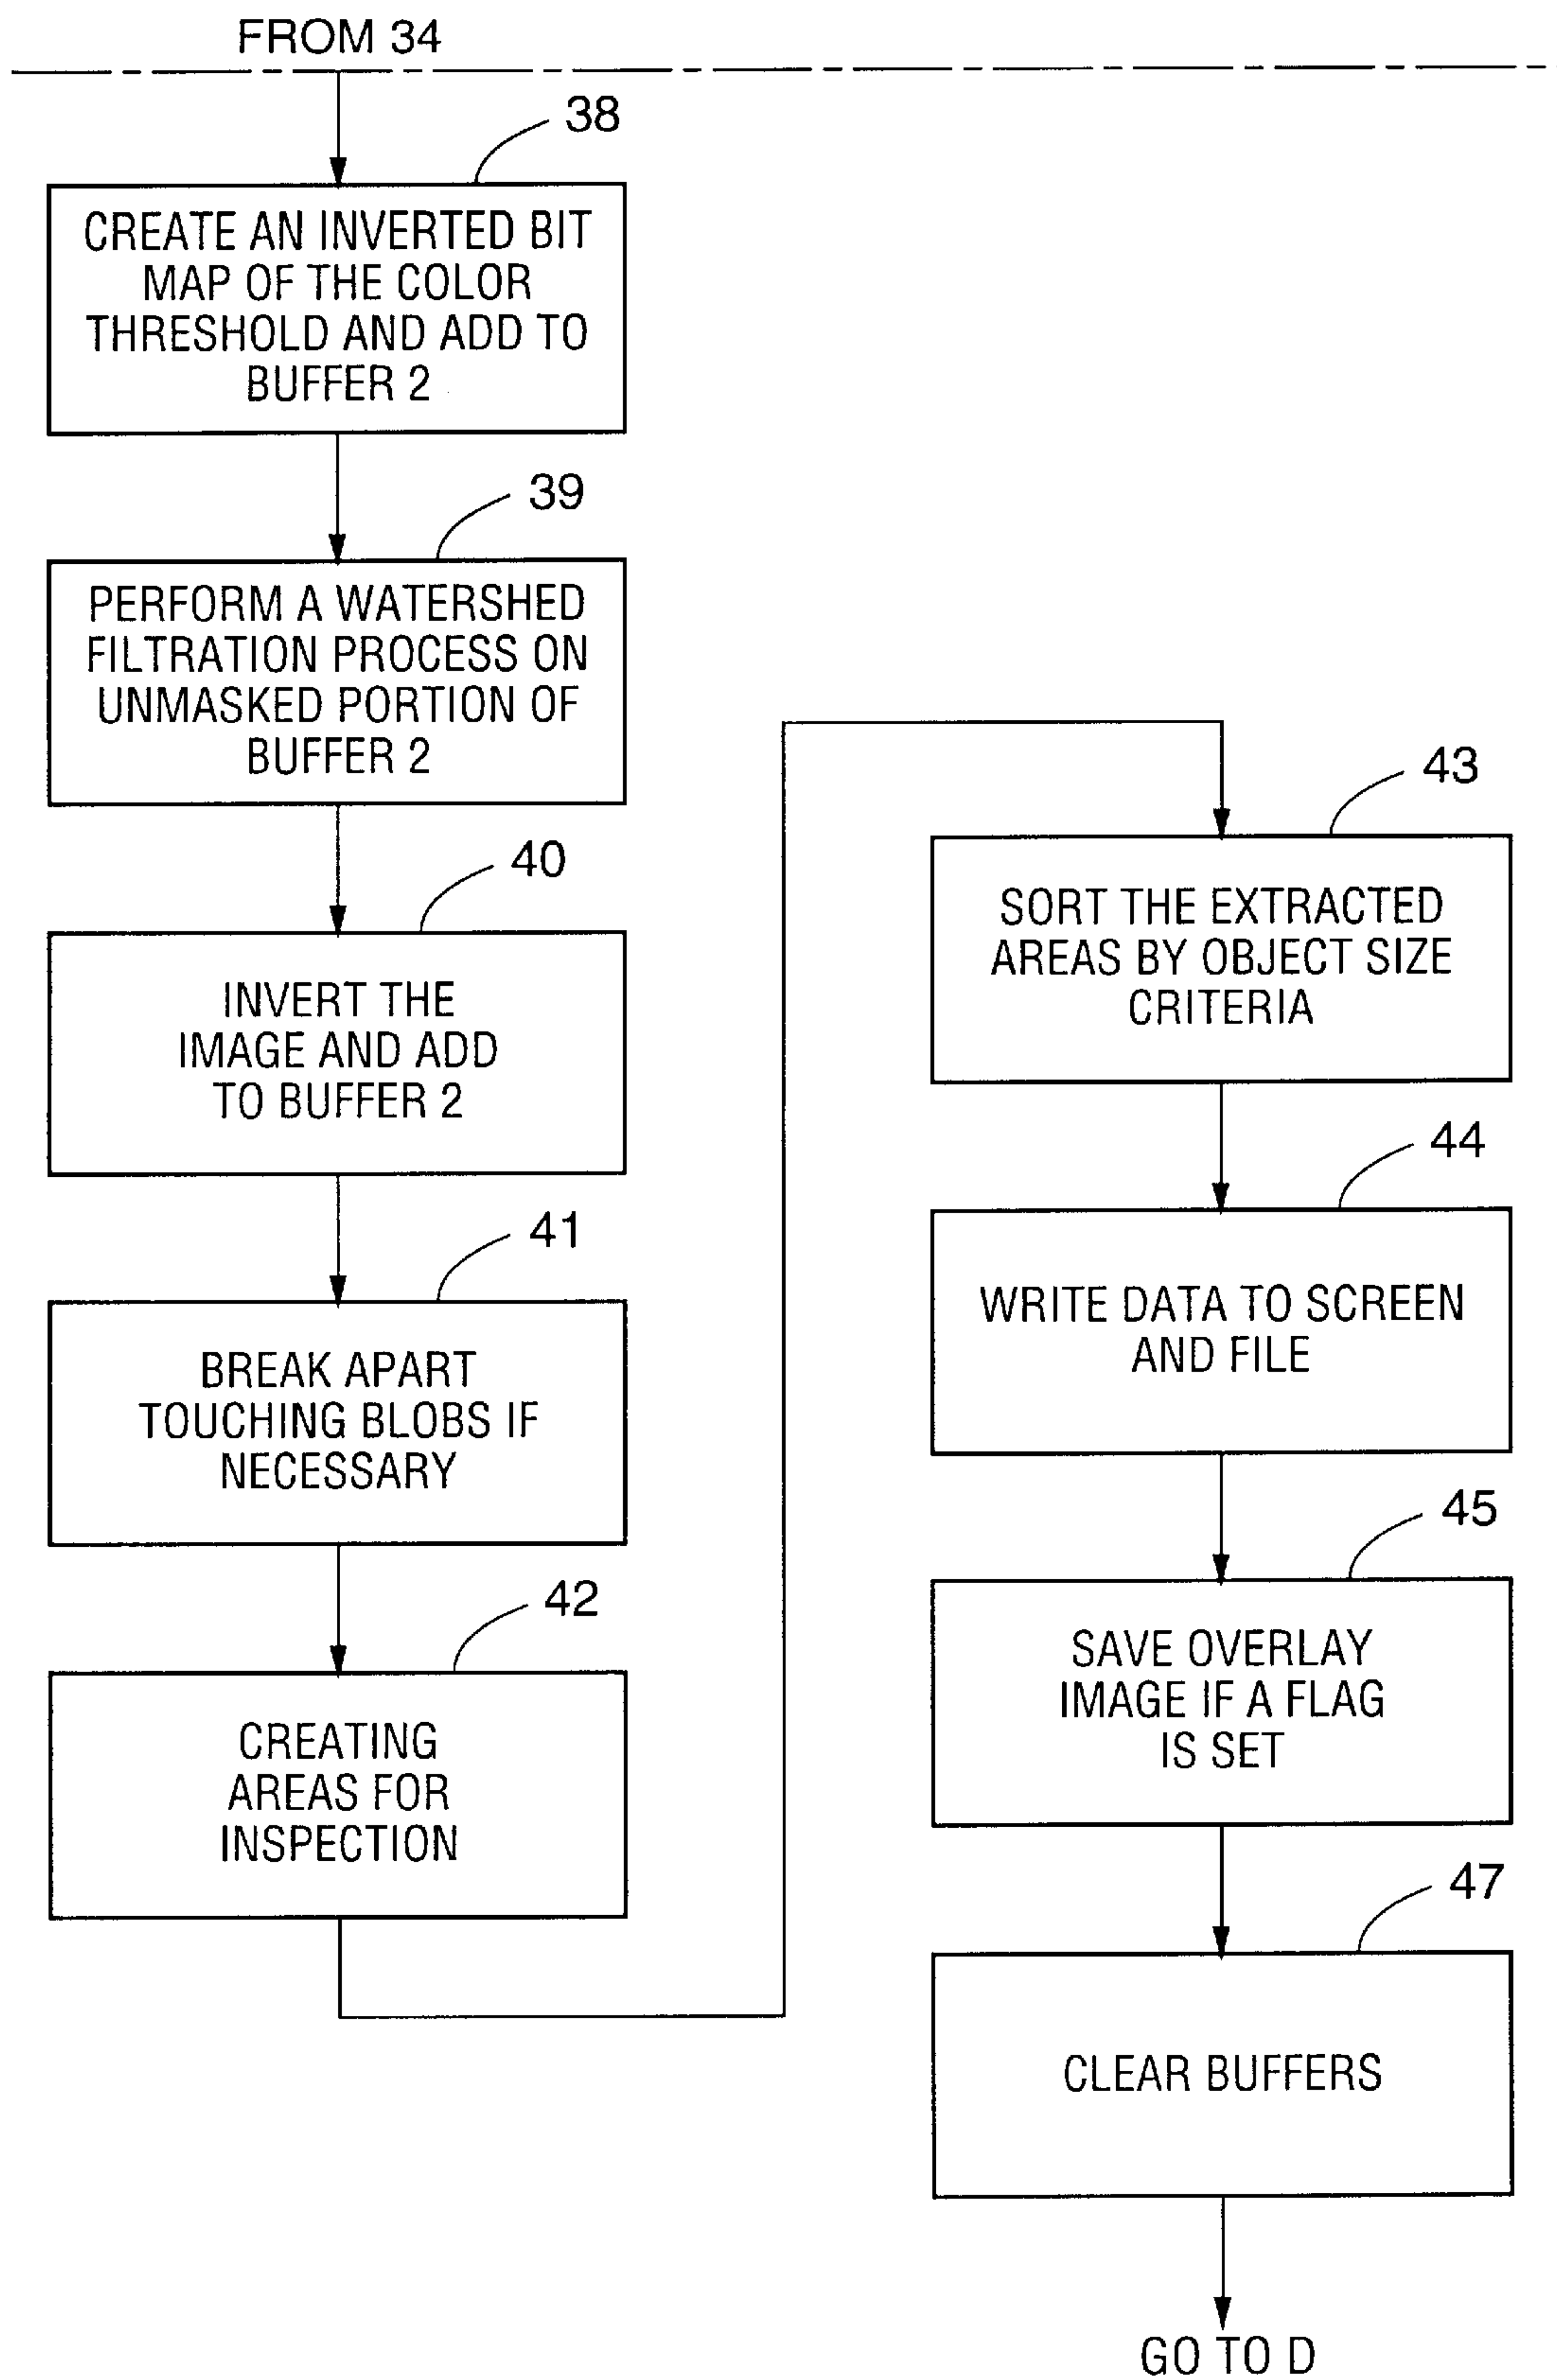 FROM 34
38
CREATE AN INVERTED BIT
MAP OF THE COLOR
THRESHOLD AND ADD TO
BUFFER 2
39
PERFORM A WATERSHED
FILTRATION PROCESS ON
UNMASKED PORTION OF
BUFFER 2
40
INVERT THE
IMAGE AND ADD
TO BUFFER 2
41
BREAK APART
TOUCHING BLOBS IF
NECESSARY
42
CREATING
AREAS FOR
INSPECTION
43
SORT THE EXTRACTED
AREAS BY OBJECT SIZE
CRITERIA
44
WRITE DATA TO SCREEN
AND FILE
45
SAVE OVERLAY
IMAGE IF A FLAG
IS SET
47
CLEAR BUFFERS
GO TO D